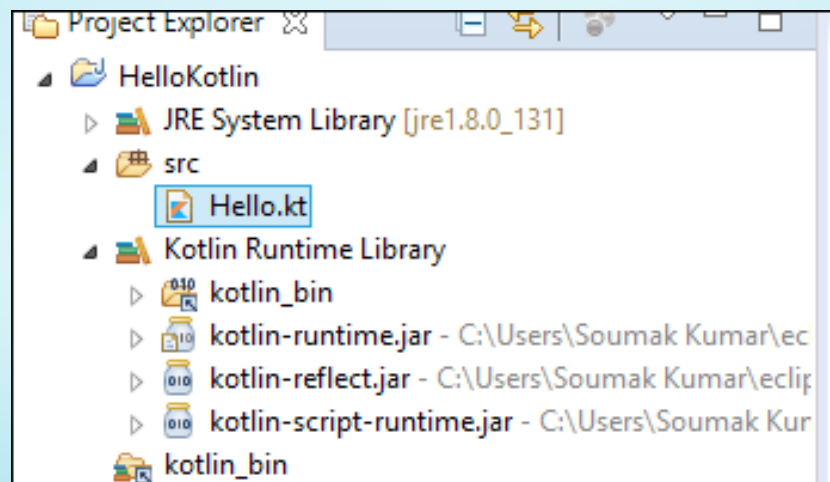 Project Explorer
HelloKotlin
JRE System Library [jre1.8.0_131]
src
Hello.kt
Kotlin Runtime Library
kotlin_bin
kotlin-runtime.jar - C:\Users\Soumak Kumar\ec
kotlin-reflect.jar - C:\Users\Soumak Kumar\eclip
kotlin-script-runtime.jar - C:\Users\Soumak Kur
kotlin_bin